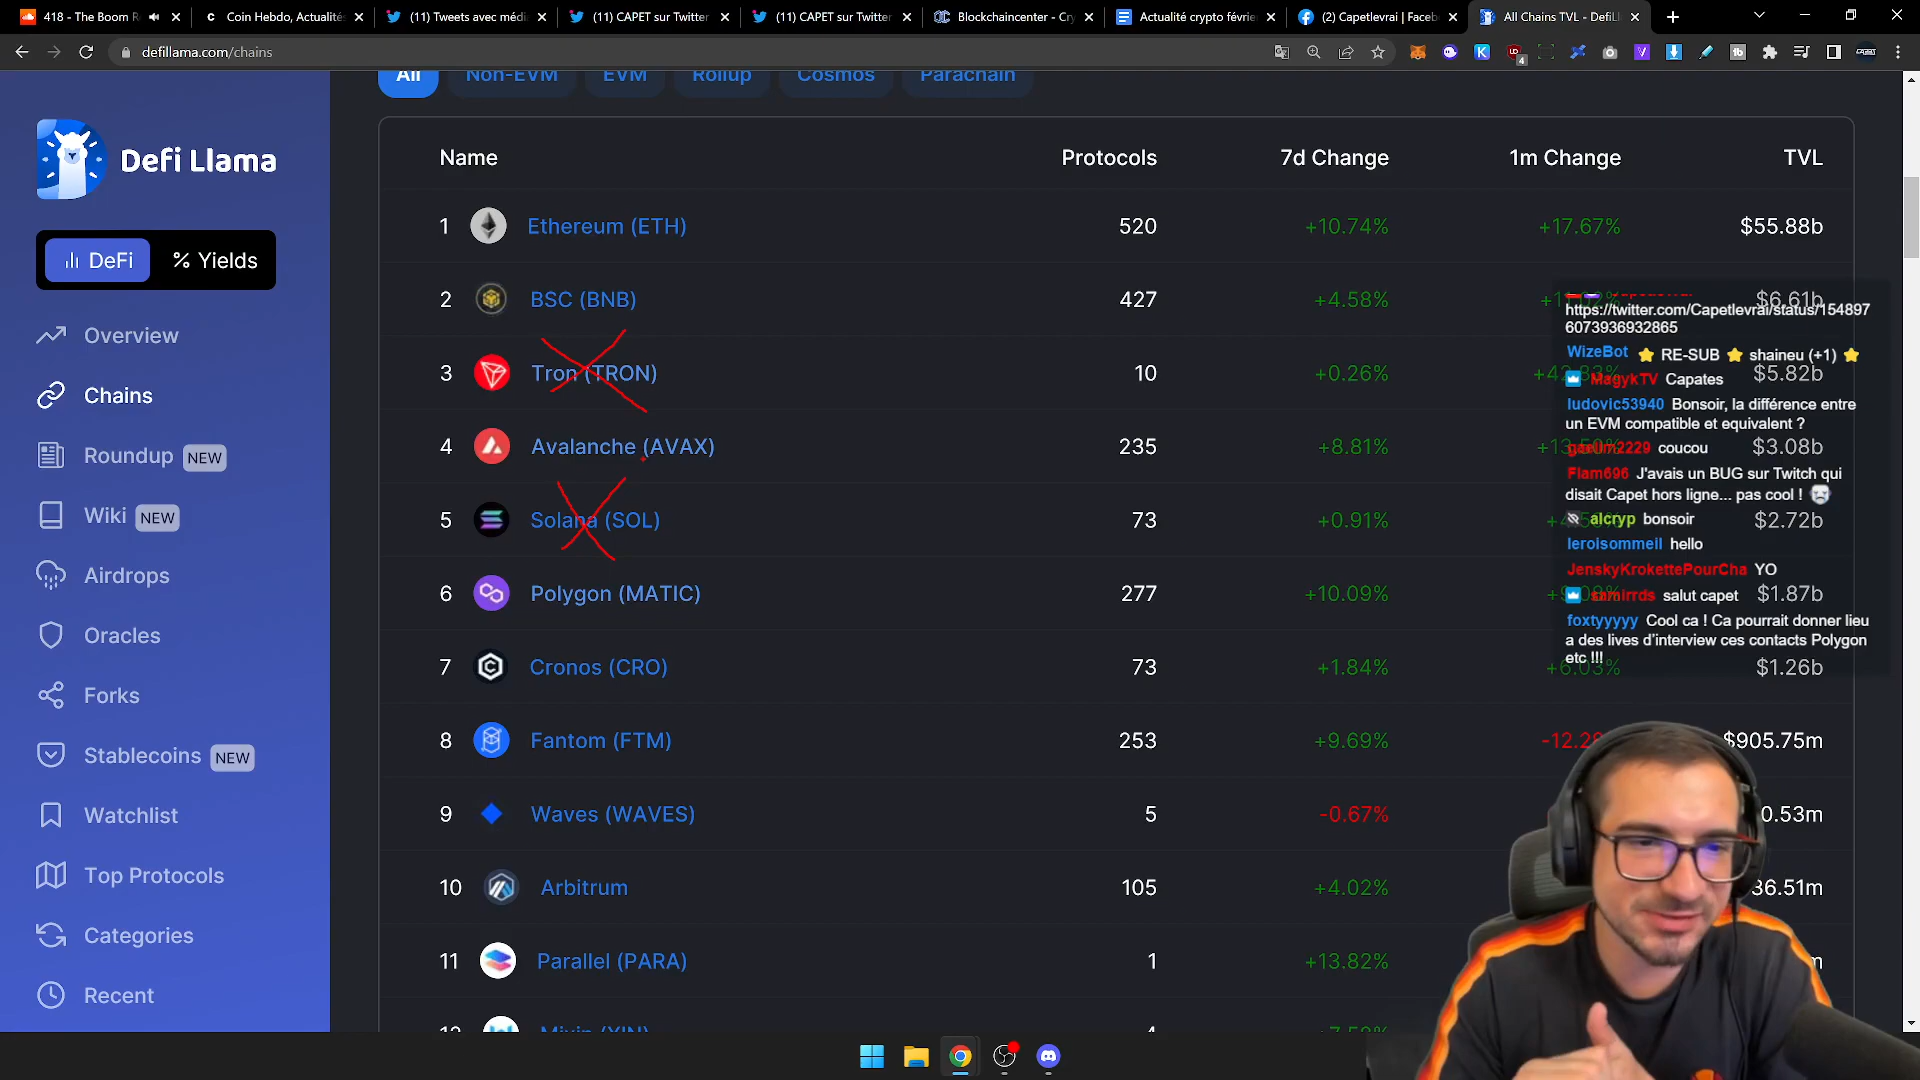 418 - The Boom R
Coin Hebdo, Actualités
(11) Tweets avec médi
(11) CAPET sur Twitter
(11) CAPET sur Twitter
Blockchaincenter - Cry
Actualité crypto févrie
(2) Capetlevrai | Faceb
All Chains TVL - DefiLl
defillama.com/chains
4
All
Non-EVM
EVM
Rollup
Cosmos
Parachain
Defi Llama
DeFi
% Yields
Overview
Chains
Roundup NEW
Wiki NEW
Airdrops
Oracles
Forks
Stablecoins NEW
Watchlist
Top Protocols
Categories
Recent
Name Protocols 7d Change 1m Change TVL
1 Ethereum (ETH) 520 +10.74% +17.67% $55.88b
2 BSC (BNB) 427 +4.58% $6.61b
3 Tron (TRON) 10 +0.26% $5.82b
4 Avalanche (AVAX) 235 +8.81% $3.08b
5 Solana (SOL) 73 +0.91% $2.72b
6 Polygon (MATIC) 277 +10.09% $1.87b
7 Cronos (CRO) 73 +1.84% +6.03% $1.26b
8 Fantom (FTM) 253 +9.69% $905.75m
9 Waves (WAVES) 5 -0.67% 0.53m
10 Arbitrum 105 +4.02% 36.51m
11 Parallel (PARA) 1 +13.82% m
https://twitter.com/Capetlevrai/status/154897
6073936932865
WizeBot RE-SUB shaineu (+1)
MagykTV Capates
ludovic53940 Bonsoir, la différence entre
un EVM compatible et equivalent ?
coucou
Flam696 J'avais un BUG sur Twitch qui
disait Capet hors ligne... pas cool !
alcryp bonsoir
leroisommeil hello
JenskyKrokettePourCha YO
samirrds salut capet
foxtyyyyy Cool ca ! Ca pourrait donner lieu
a des lives d'interview ces contacts Polygon
etc !!!